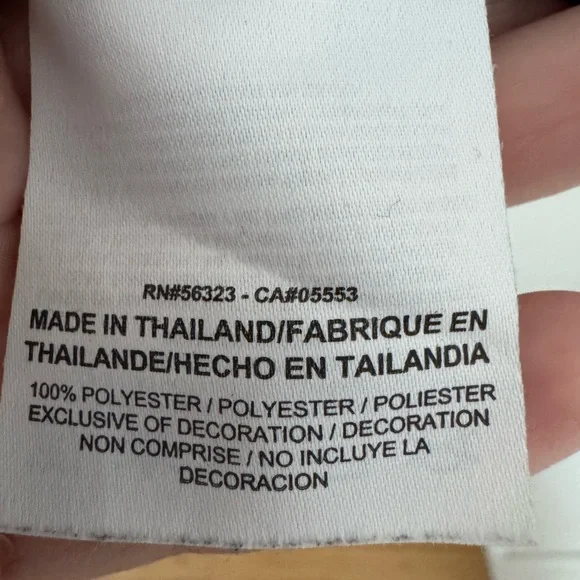 RN#56323 - CA#05553
MADE IN THAILAND/FABRIQUE EN
THAILANDE/HECHO EN TAILANDIA
100% POLYESTER / POLYESTER / POLIESTER
EXCLUSIVE OF DECORATION / DECORATION
NON COMPRISE / NO INCLUYE LA
DECORACION